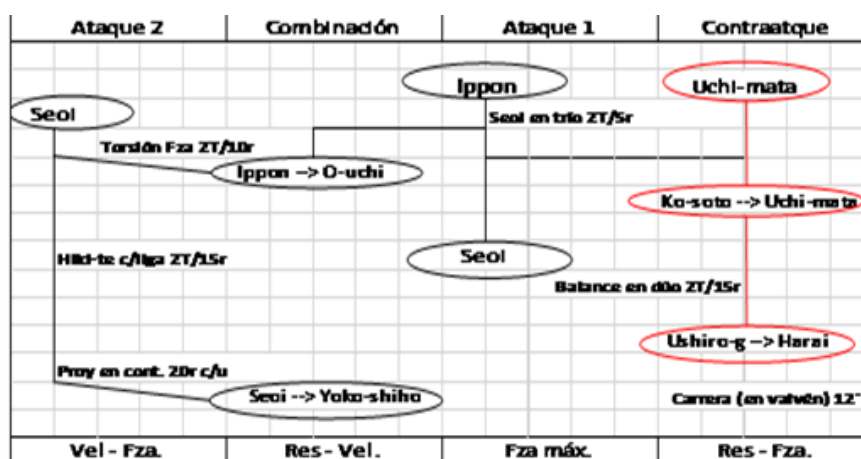 Ataque 2 Combinación Ataque 1 Contraatque
Ippon Uchi-mata
Seoi
Seoi en trio 2T/5r
Torsión Fza 2T/10r
Ippon --> O-uchi
Ko-soto --> Uchi-mata
Hiki-te c/liga 2T/15r
Seoi
Balance en dúo 2T/15r
Ushiro-g --> Harai
Proy en cont. 20r c/u
Seoi --> Yoko-shiho
Carrera (en vaivén) 12"
Vel - Fza. Res - Vel. Fza máx. Res - Fza.